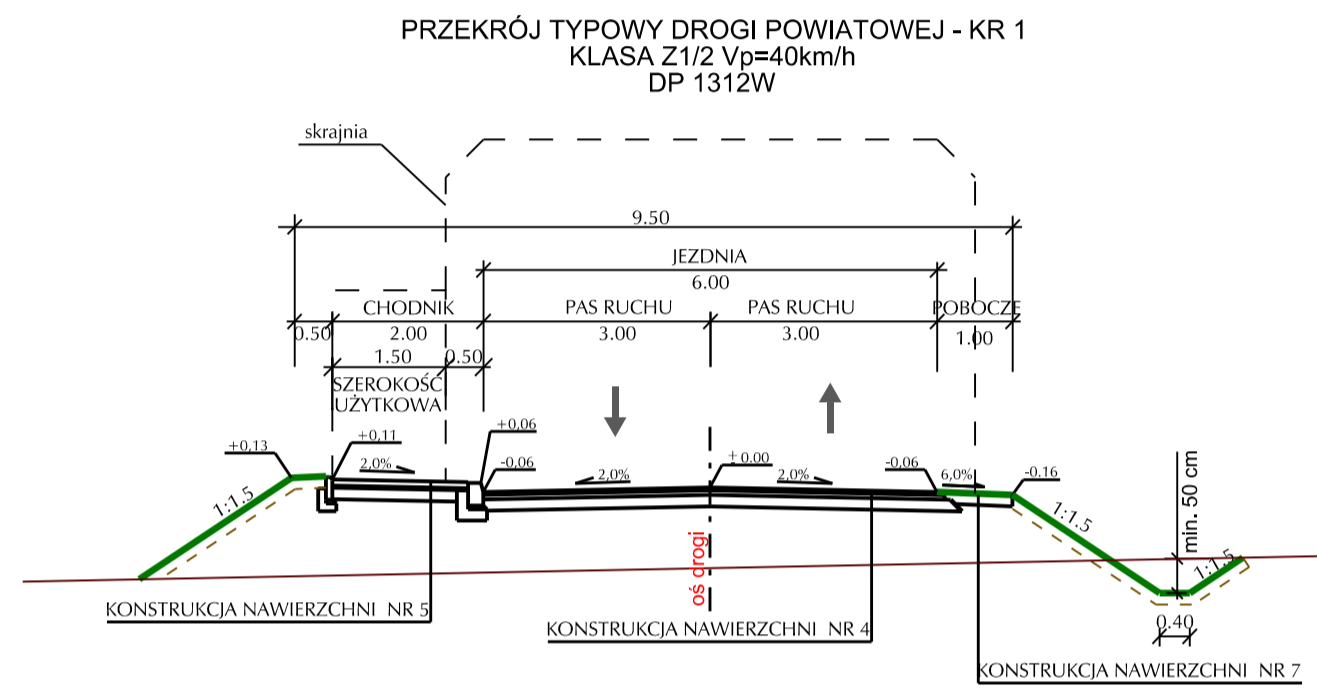 PRZEKRÓJ TYPOWY DROGI POWIATOWEJ - KR 1
KLASA Z1/2 Vp=40km/h
DP 1312W
skrajnia
9.50
JEZDNIA
6.00
CHODNIK
PAS RUCHU
PAS RUCHU
POBOCZE
0.50
2.00
3.00
3.00
1.00
1.50
0.50
SZEROKOŚĆ
UŻYTKOWA
+0,13
+0,11
+0,06
2,0%
-0,06
2,0%
±0.00
2,0%
-0,06
6,0%
-0.16
1:1.5
1:1.5
min. 50 cm
1:1.5
oś drogi
KONSTRUKCJA NAWIERZCHNI NR 5
KONSTRUKCJA NAWIERZCHNI NR 4
0.40
KONSTRUKCJA NAWIERZCHNI NR 7